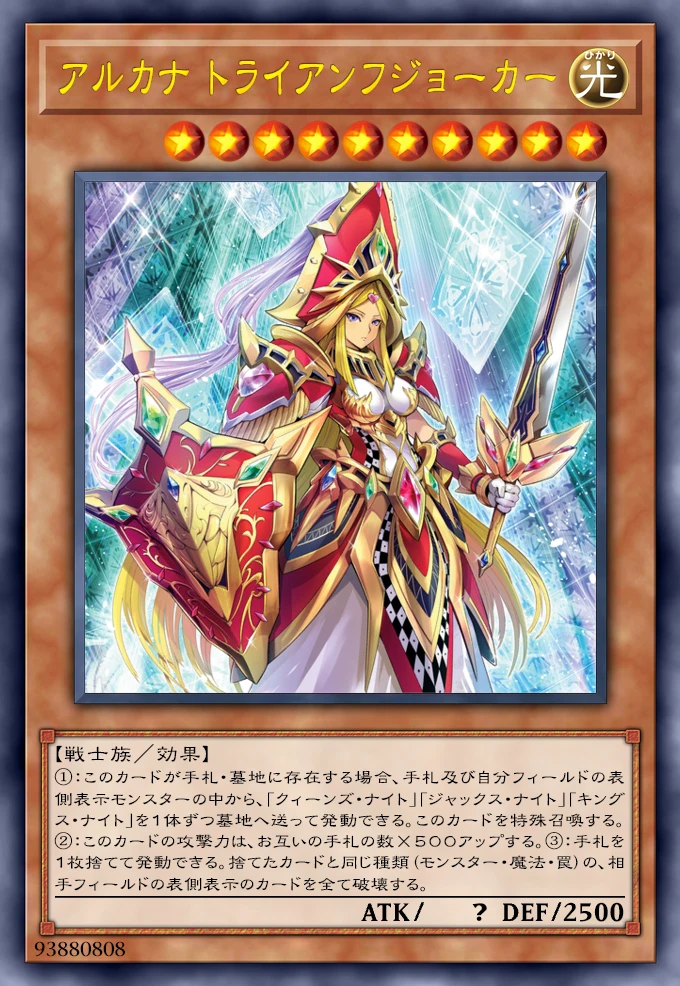 アルカナ トライアンフジョーカー
ひかり
光
【戦士族／効果】
①：このカードが手札・墓地に存在する場合、手札及び自分フィールドの表
側表示モンスターの中から、「クィーンズ・ナイト」「ジャックス・ナイト」「キング
ス・ナイト」を1体ずつ墓地へ送って発動できる。このカードを特殊召喚する。
②：このカードの攻撃力は、お互いの手札の数×500アップする。③：手札を
1枚捨てて発動できる。捨てたカードと同じ種類（モンスター・魔法・罠）の、相
手フィールドの表側表示のカードを全て破壊する。
ATK/ ? DEF/2500
93880808